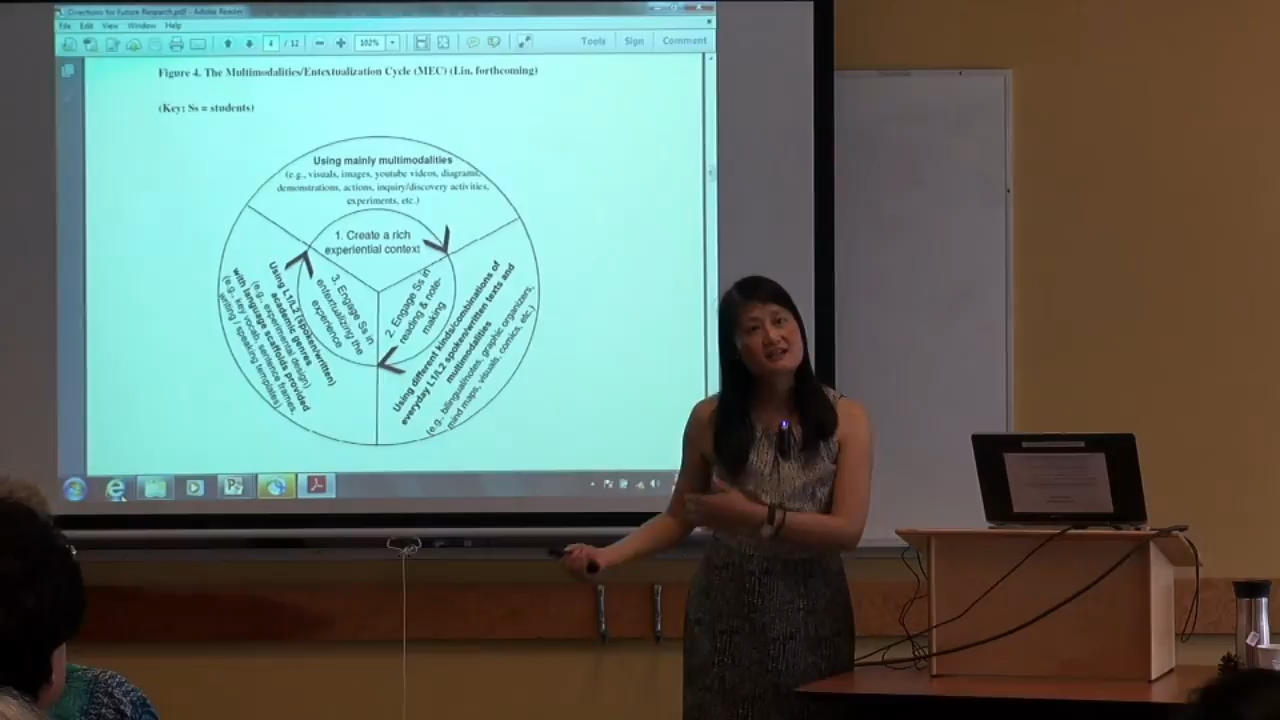 Directions for Future Research.pdf - Adobe Reader
File Edit View Window Help
4 / 12 102% Tools Sign Comment
Figure 4. The Multimodalities/Entextualization Cycle (MEC) (Lin, forthcoming)
(Key: Ss = students)
Using mainly multimodalities
(e.g., visuals, images, youtube videos, diagrams,
demonstrations, actions, inquiry/discovery activities,
experiments, etc.)
1. Create a rich
experiential context
2. Engage Ss in
reading & note-
making
Using different kinds/combinations of
everyday L1/L2 spoken/written texts and
multimodalities
(e.g., bilingual notes, graphic organizers,
mind maps, visuals, comics, etc.)
3. Engage Ss in
entextualizing the
experience
Using L1/L2 (spoken/written)
academic genres
(e.g., experimental design)
with language scaffolds provided
(e.g., key vocab, sentence frames,
writing / speaking templates)